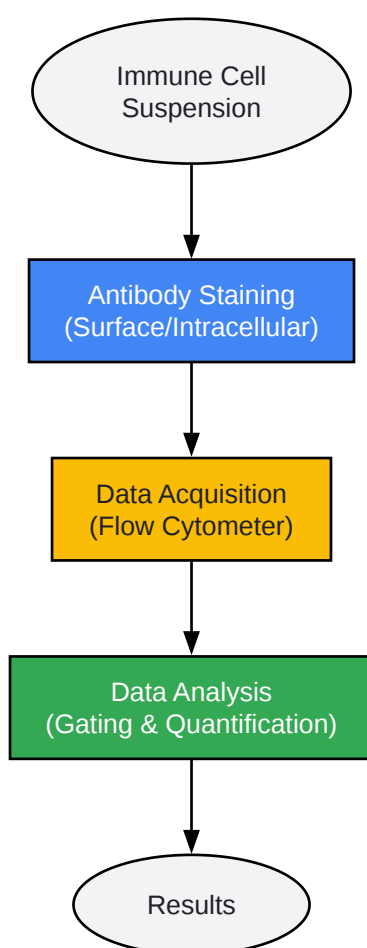 Immune Cell
Suspension
Antibody Staining
(Surface/Intracellular)
Data Acquisition
(Flow Cytometer)
Data Analysis
(Gating & Quantification)
Results